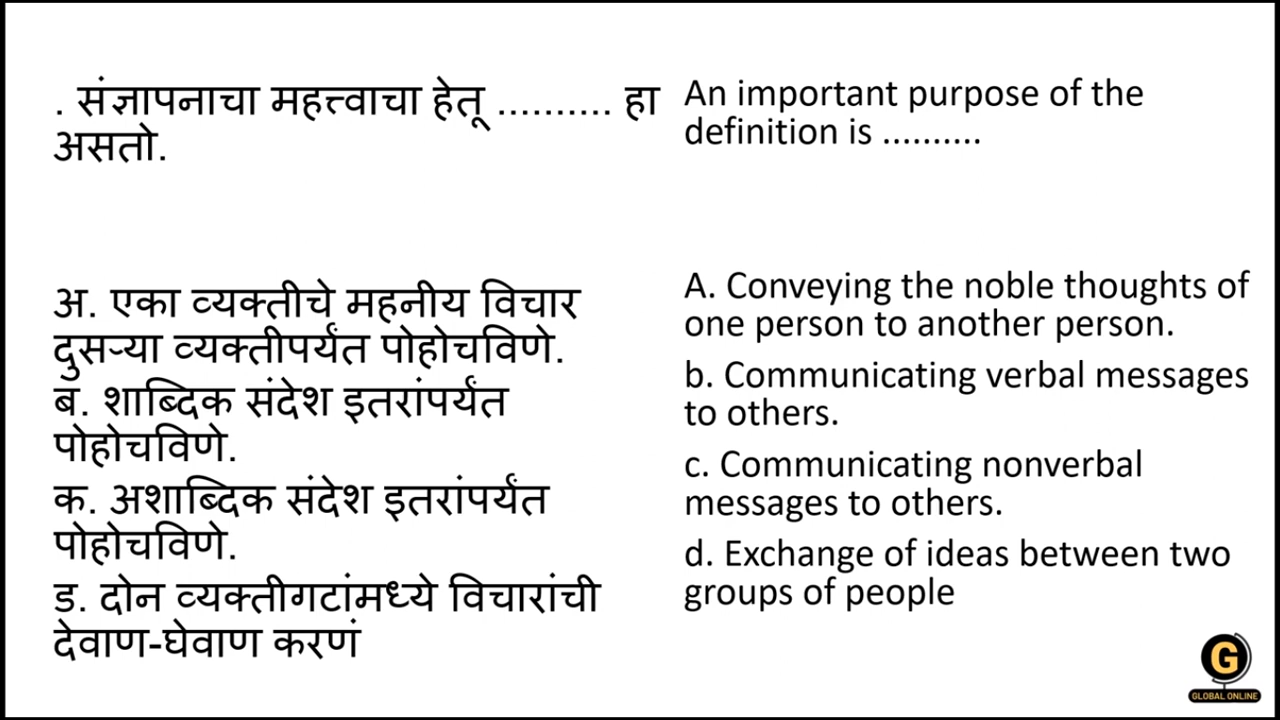 . संज्ञापनाचा महत्त्वाचा हेतू .......... हा
असतो.
अ. एका व्यक्तीचे महनीय विचार
दुसऱ्या व्यक्तीपर्यंत पोहोचविणे.
ब. शाब्दिक संदेश इतरांपर्यंत
पोहोचविणे.
क. अशाब्दिक संदेश इतरांपर्यंत
पोहोचविणे.
ड. दोन व्यक्तीगटांमध्ये विचारांची
देवाण-घेवाण करणं
An important purpose of the
definition is ..........
A. Conveying the noble thoughts of
one person to another person.
b. Communicating verbal messages
to others.
c. Communicating nonverbal
messages to others.
d. Exchange of ideas between two
groups of people
G
GLOBAL ONLINE